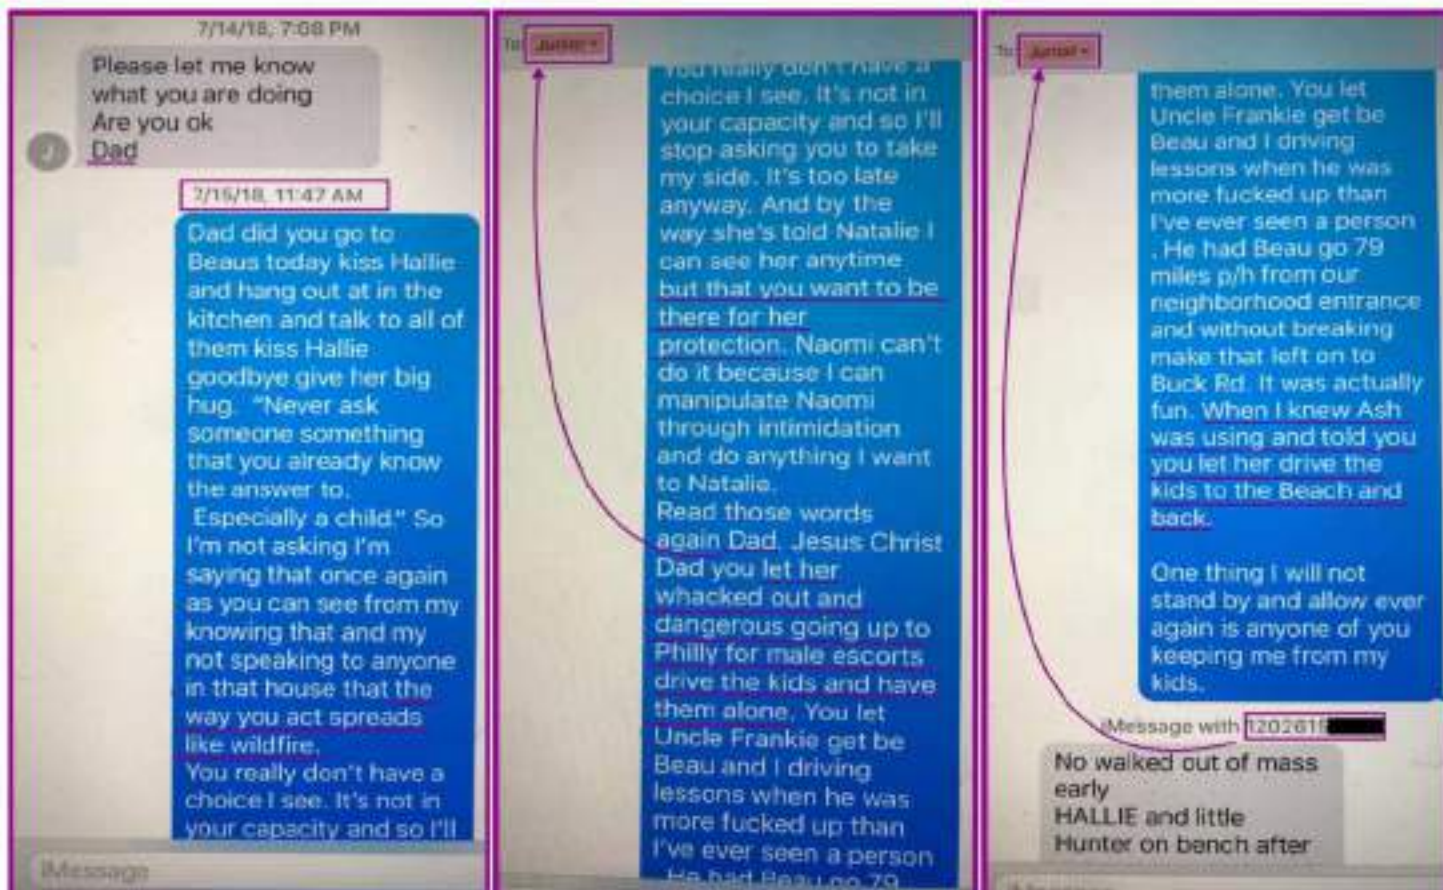 7/14/18, 7:08 PM
Please let me know
what you are doing
Are you ok
Dad
J
7/15/18, 11:47 AM
Dad did you go to
Beaus today kiss Hallie
and hang out at in the
kitchen and talk to all of
them kiss Hallie
goodbye give her big
hug. "Never ask
someone something
that you already know
the answer to.
Especially a child." So
I'm not asking I'm
saying that once again
as you can see from my
knowing that and my
not speaking to anyone
in that house that the
way you act spreads
like wildfire.
You really don't have a
choice I see. It's not in
your capacity and so I'll
iMessage
To:
You really don't have a
choice I see. It's not in
your capacity and so I'll
stop asking you to take
my side. It's too late
anyway. And by the
way she's told Natalie I
can see her anytime
but that you want to be
there for her
protection. Naomi can't
do it because I can
manipulate Naomi
through intimidation
and do anything I want
to Natalie.
Read those words
again Dad. Jesus Christ
Dad you let her
whacked out and
dangerous going up to
Philly for male escorts
drive the kids and have
them alone. You let
Uncle Frankie get be
Beau and I driving
lessons when he was
more fucked up than
I've ever seen a person
. He had Beau go 79
To:
them alone. You let
Uncle Frankie get be
Beau and I driving
lessons when he was
more fucked up than
I've ever seen a person
. He had Beau go 79
miles p/h from our
neighborhood entrance
and without breaking
make that left on to
Buck Rd. It was actually
fun. When I knew Ash
was using and told you
you let her drive the
kids to the Beach and
back.
One thing I will not
stand by and allow ever
again is anyone of you
keeping me from my
kids.
iMessage with 1202615
No walked out of mass
early
HALLIE and little
Hunter on bench after
iMessage